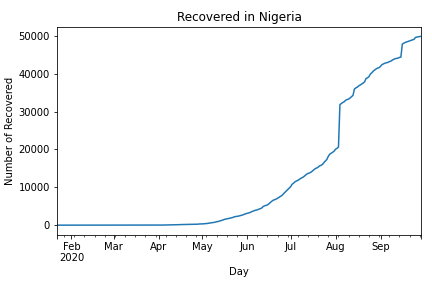 Recovered in Nigeria
Number of Recovered
50000
40000
30000
20000
10000
0
Feb Mar Apr May Jun Jul Aug Sep
2020
Day